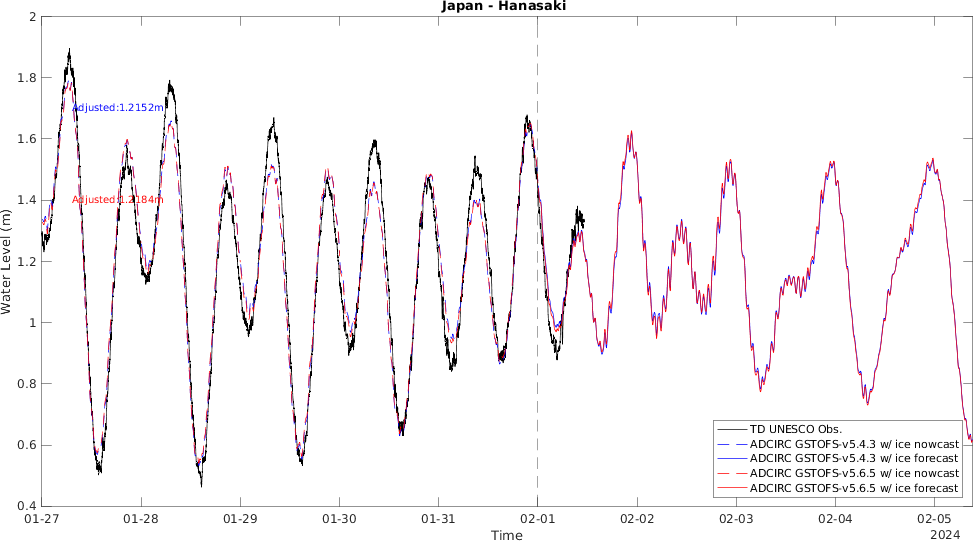 Japan - Hanasaki
2
1.8
1.6
1.4
1.2
1
0.8
0.6
0.4
Water Level (m)
Adjusted:1.2152m
Adjusted:1.2184m
TD UNESCO Obs.
ADCIRC GSTOFS-v5.4.3 w/ ice nowcast
ADCIRC GSTOFS-v5.4.3 w/ ice forecast
ADCIRC GSTOFS-v5.6.5 w/ ice nowcast
ADCIRC GSTOFS-v5.6.5 w/ ice forecast
01-27 01-28 01-29 01-30 01-31 02-01 02-02 02-03 02-04 02-05
Time 2024